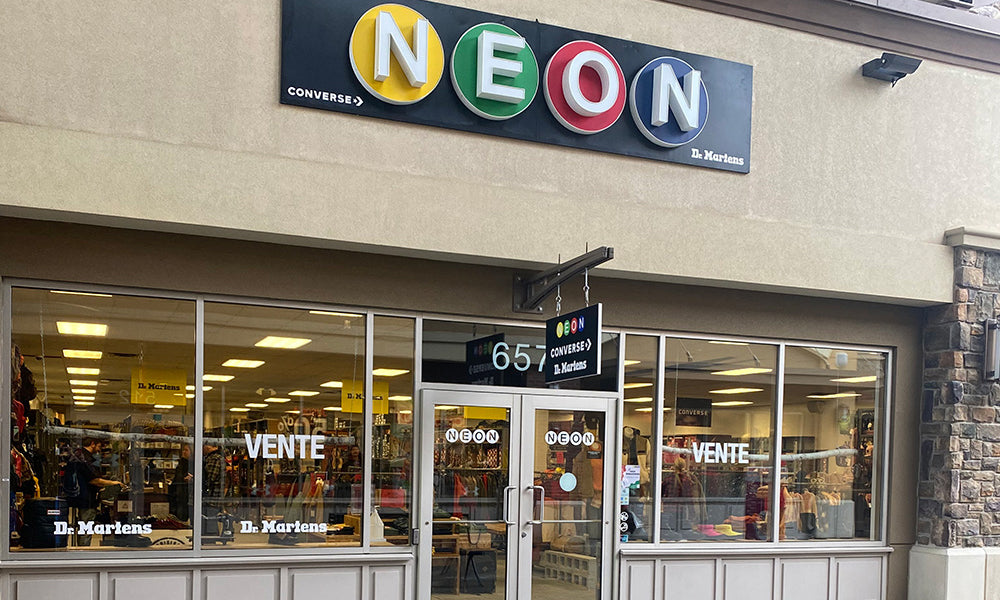 NEON
CONVERSE
Dr. Martens
NEON
CONVERSE
Dr. Martens
657
Dr. Martens
CONVERSE
VENTE
VENTE
NEON
NEON
Dr. Martens
Dr. Martens